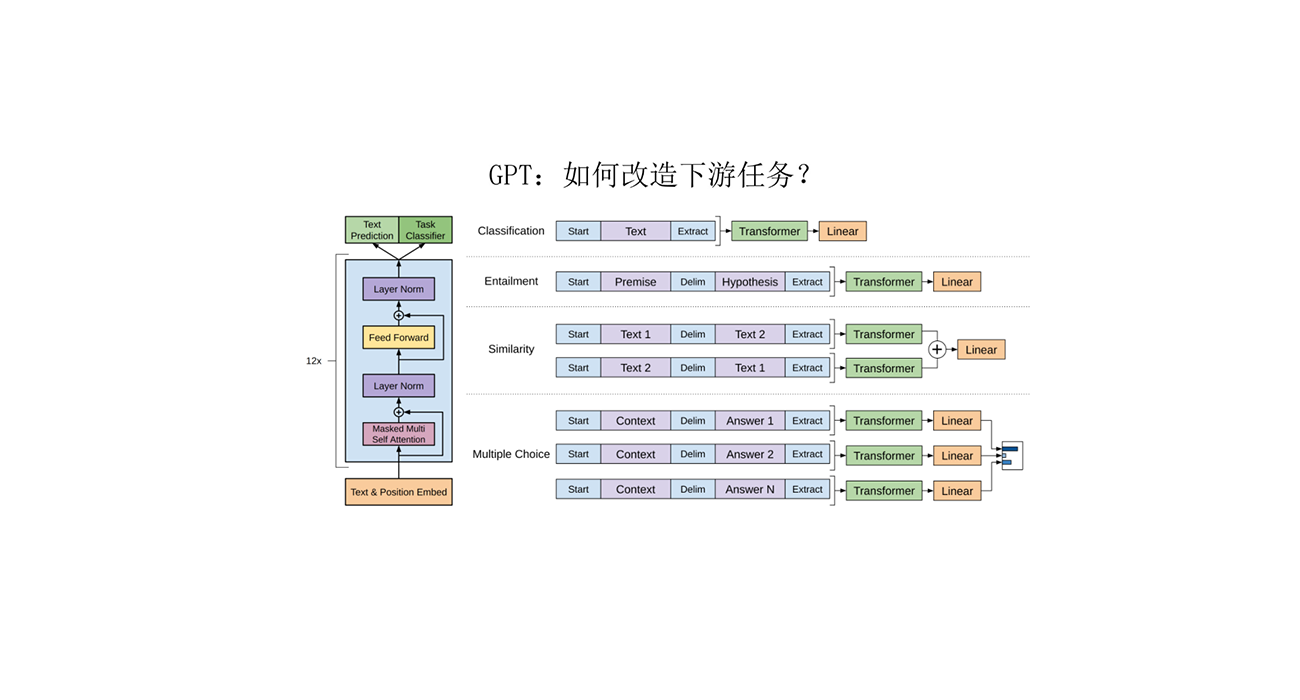 GPT：如何改造下游任务？
Text Prediction
Task Classifier
Layer Norm
Feed Forward
12x
Layer Norm
Masked Multi Self Attention
Text & Position Embed
Classification Start Text Extract Transformer Linear
Entailment Start Premise Delim Hypothesis Extract Transformer Linear
Similarity
Start Text 1 Delim Text 2 Extract Transformer
Start Text 2 Delim Text 1 Extract Transformer
Linear
Multiple Choice
Start Context Delim Answer 1 Extract Transformer Linear
Start Context Delim Answer 2 Extract Transformer Linear
Start Context Delim Answer N Extract Transformer Linear